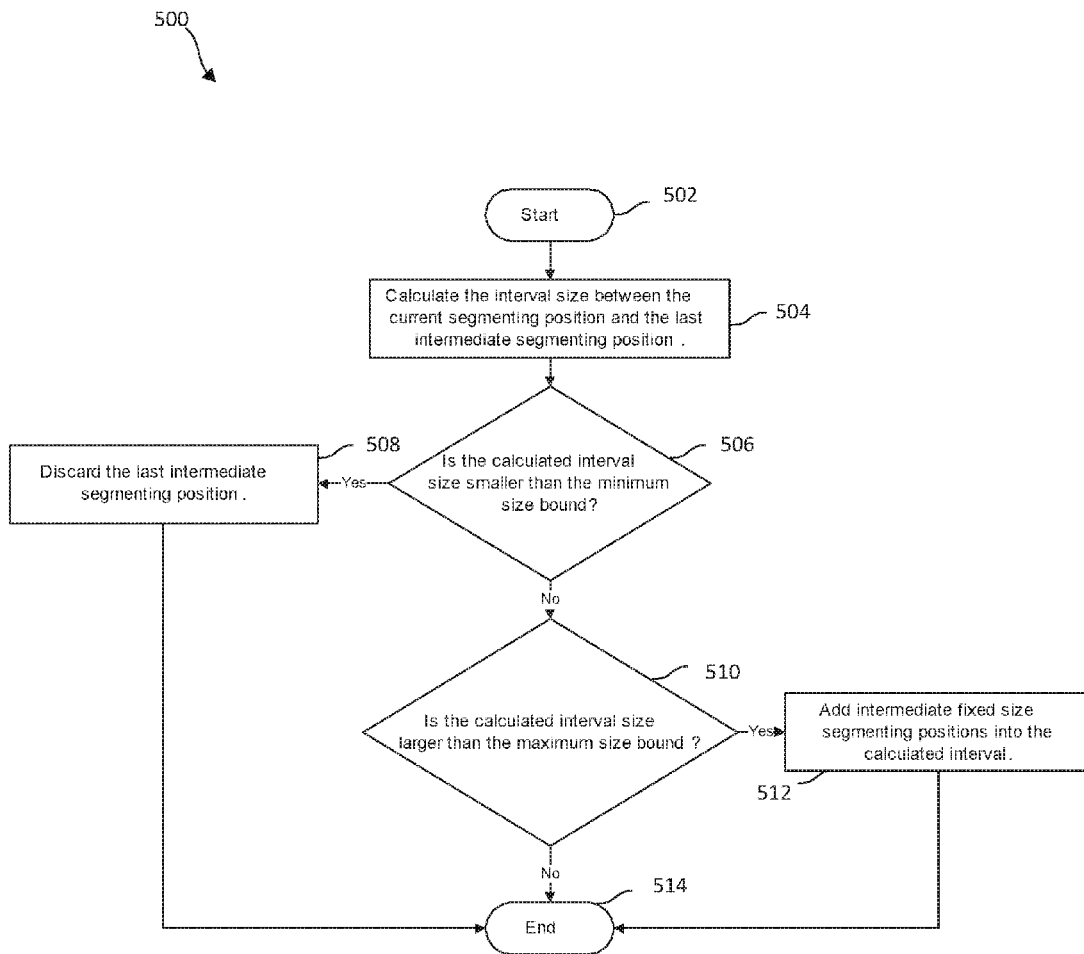 500
Start
502
Calculate the interval size between the
current segmenting position and the last
intermediate segmenting position .
504
Is the calculated interval
size smaller than the minimum
size bound?
506
Yes
508
Discard the last intermediate
segmenting position .
No
Is the calculated interval size
larger than the maximum size bound ?
510
Yes
Add intermediate fixed size
segmenting positions into the
calculated interval.
512
No
514
End